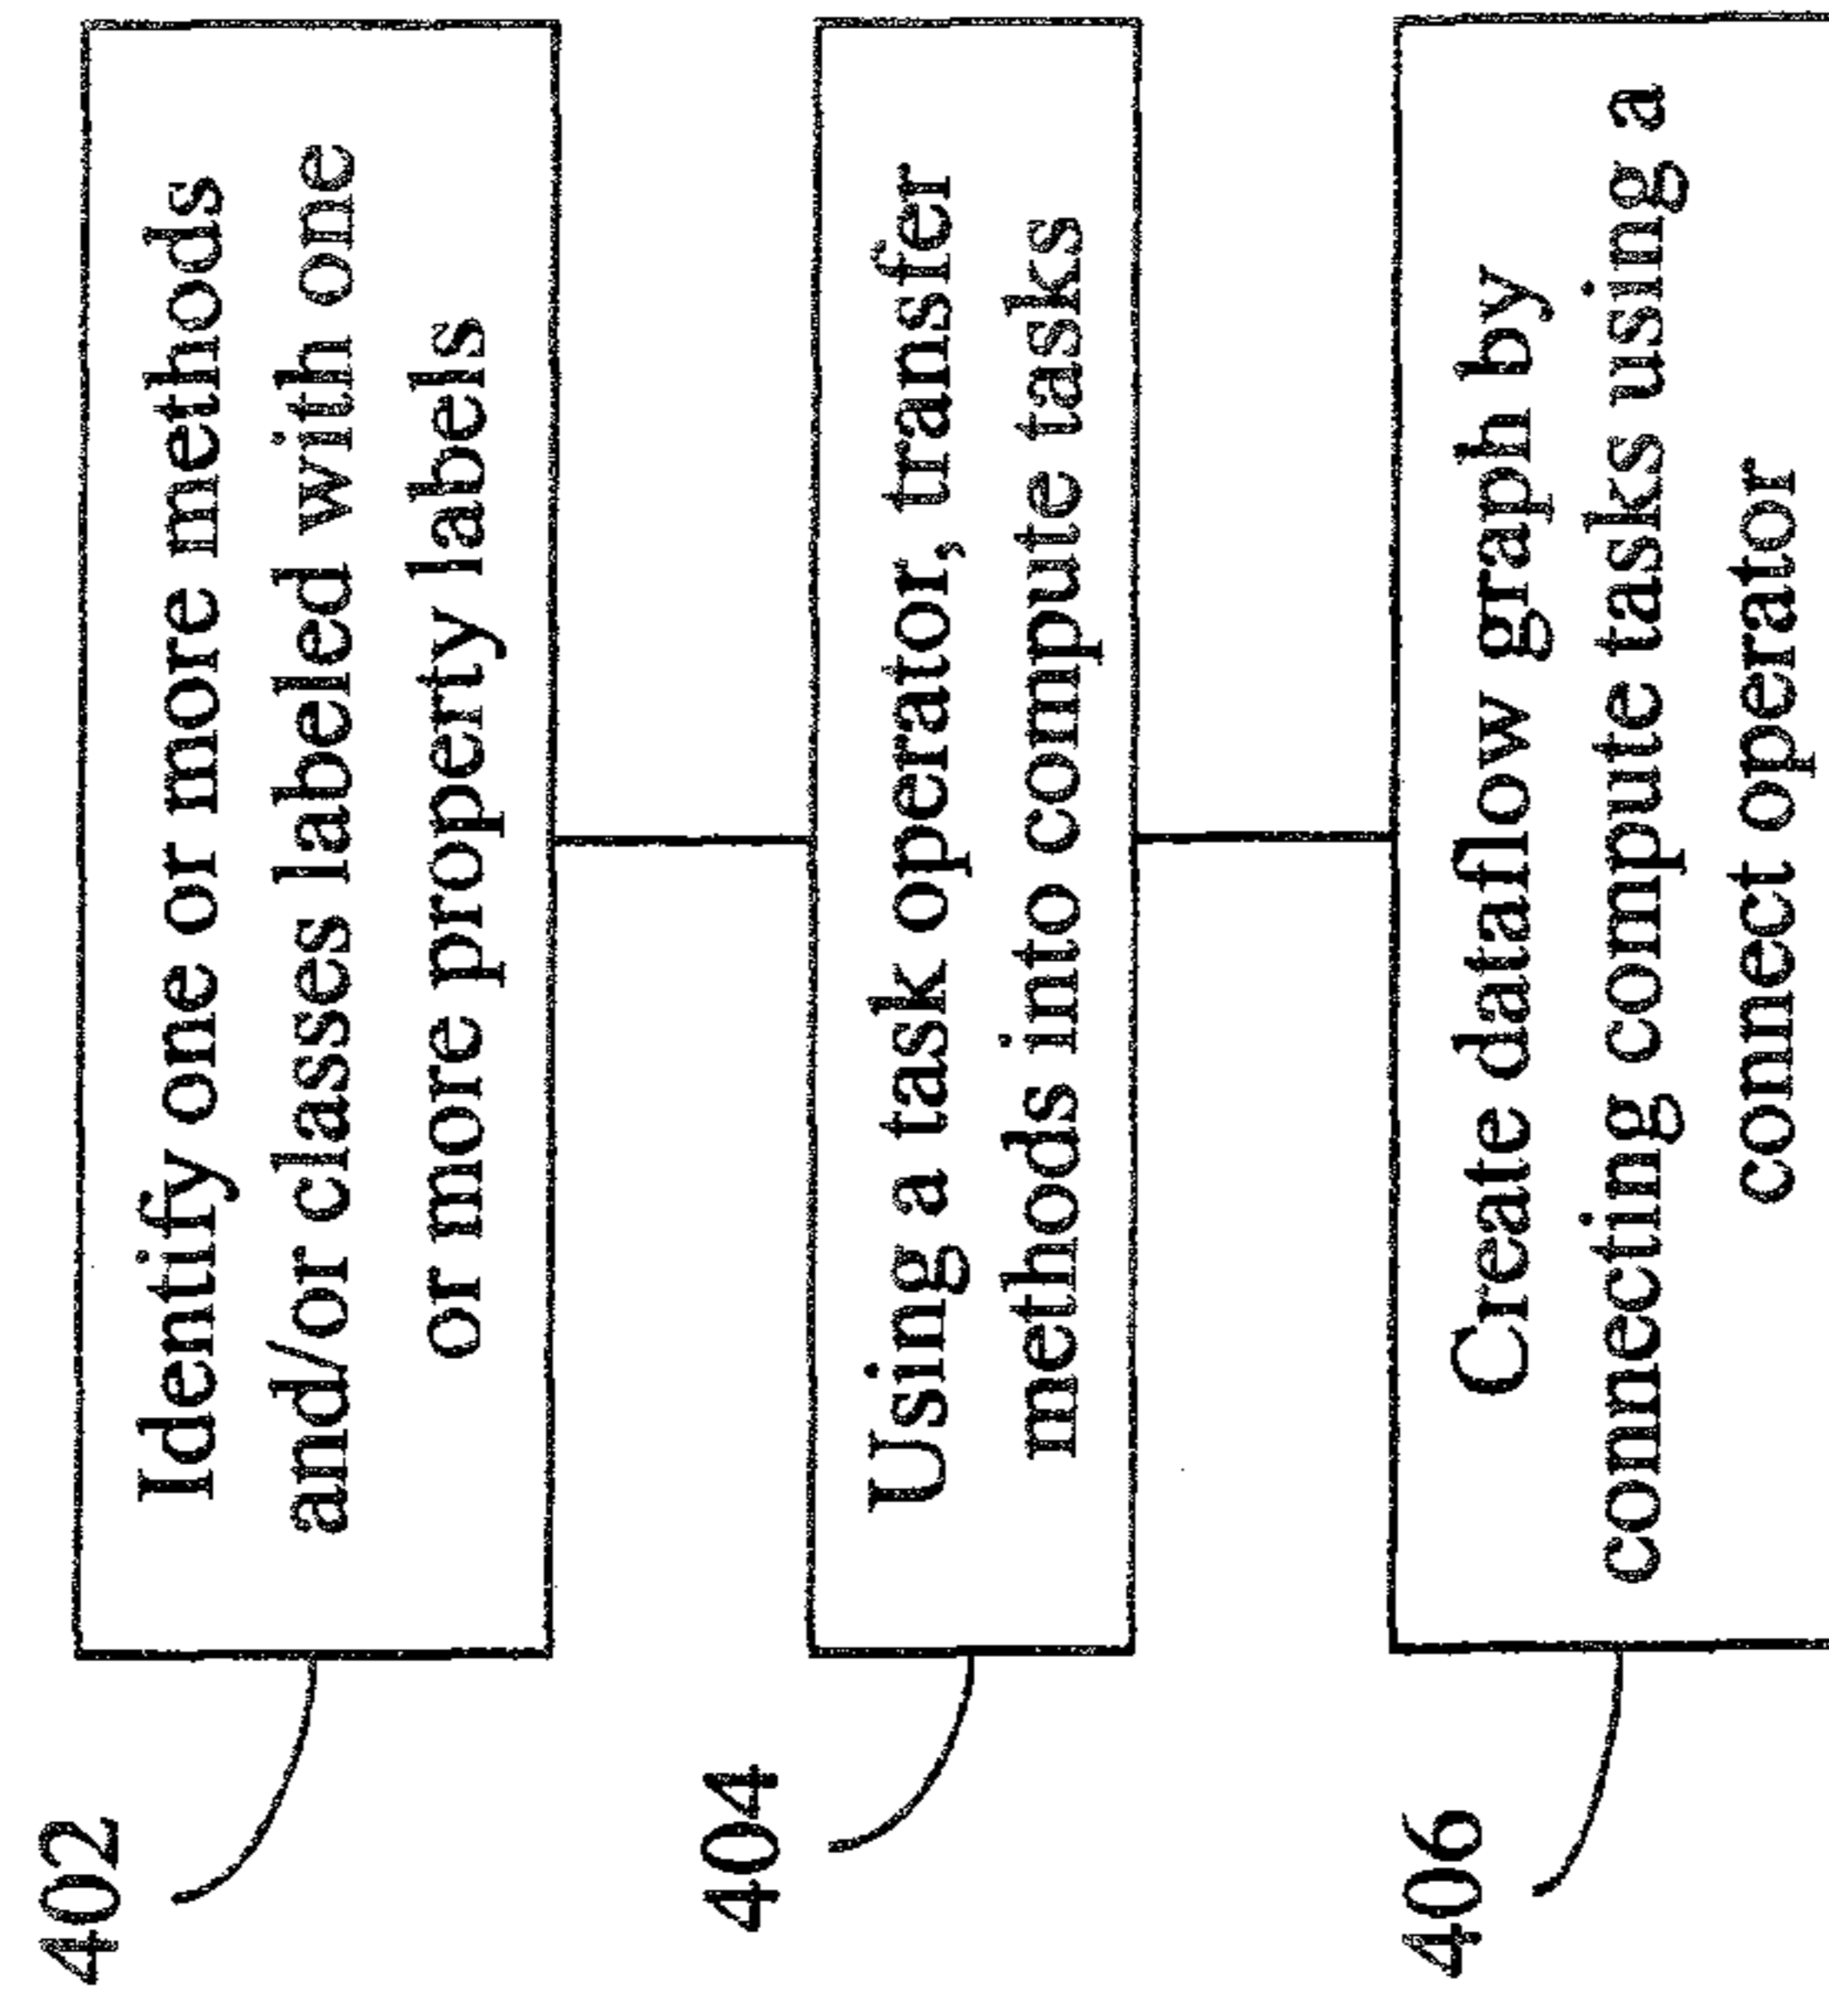 402
Identify one or more methods
and/or classes labeled with one
or more property labels
404
Using a task operator, transfer
methods into compute tasks
406
Create dataflow graph by
connecting compute tasks using a
connect operator